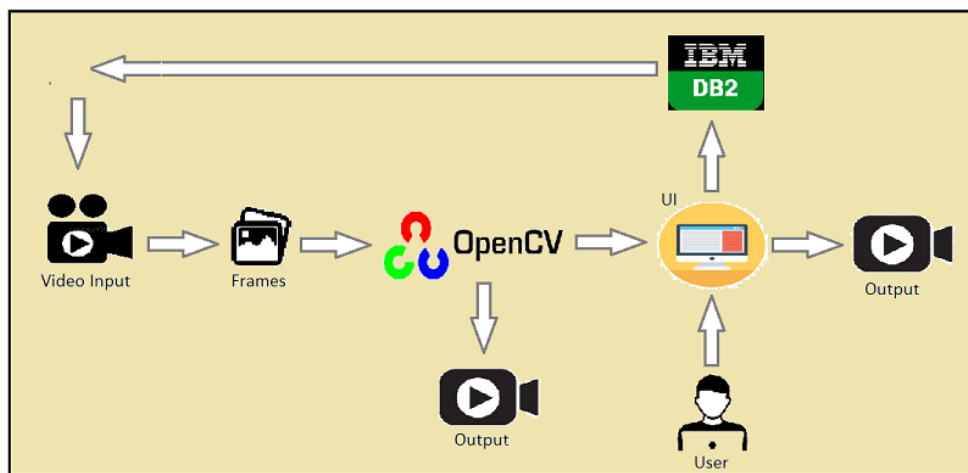 IBM
DB2
UI
Video Input
Frames
OpenCV
Output
Output
User